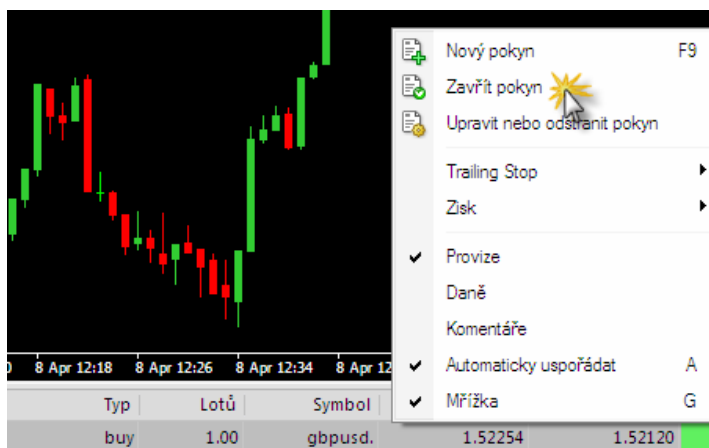 Nový pokyn F9
Zavřít pokyn
Upravit nebo odstranit pokyn
Trailing Stop
Zisk
Provize
Daně
Komentáře
Automaticky uspořádat A
Mřížka G
8 Apr 12:18 8 Apr 12:26 8 Apr 12:34 8 Apr
Typ Lotů Symbol
buy 1.00 gbpusd. 1.52254 1.52120